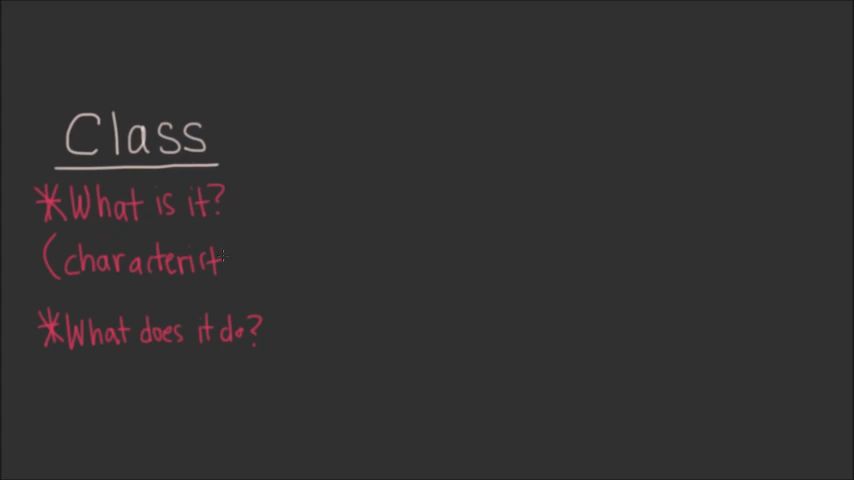 Class
*What is it?
(characterist
*What does it do?